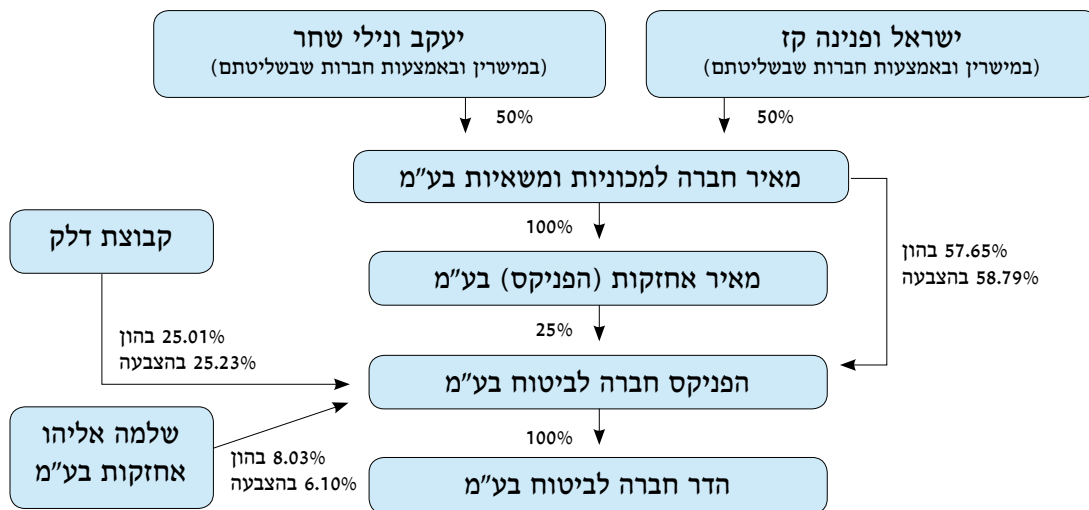 ישראל ופנינה קז
(במישרין ובאמצעות חברות שבשליטתם)
יעקב ונילי שחר
(במישרין ובאמצעות חברות שבשליטתם)
50%
50%
מאיר חברה למכוניות ומשאיות בע"מ
100%
57.65% בהון
58.79% בהצבעה
קבוצת דלק
מאיר אחזקות (הפניקס) בע"מ
25%
25.01% בהון
25.23% בהצבעה
הפניקס חברה לביטוח בע"מ
שלמה אליהו
אחזקות בע"מ
100%
8.03% בהון
6.10% בהצבעה
הדר חברה לביטוח בע"מ